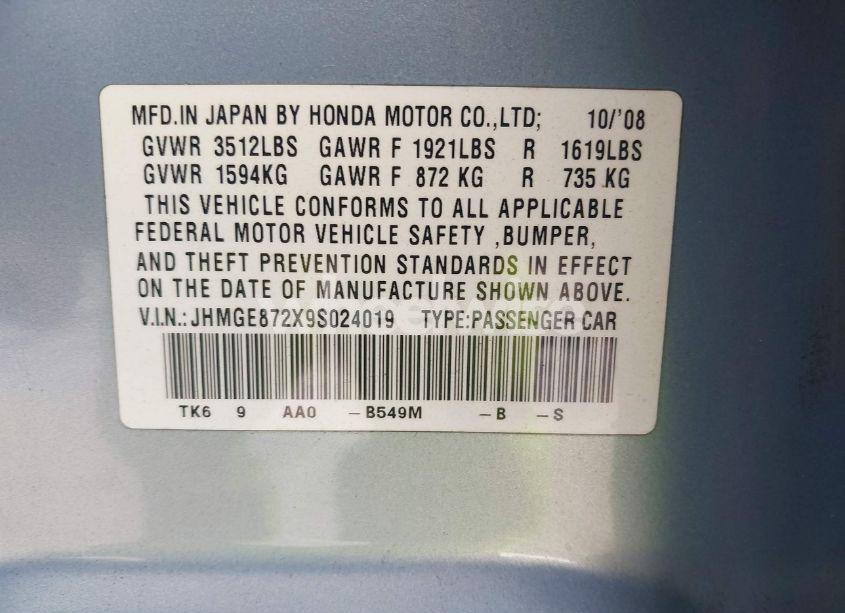 MFD.IN JAPAN BY HONDA MOTOR CO.,LTD; 10/'08
GVWR 3512LBS GAWR F 1921LBS R 1619LBS
GVWR 1594KG GAWR F 872 KG R 735 KG
THIS VEHICLE CONFORMS TO ALL APPLICABLE
FEDERAL MOTOR VEHICLE SAFETY ,BUMPER,
AND THEFT PREVENTION STANDARDS IN EFFECT
ON THE DATE OF MANUFACTURE SHOWN ABOVE.
V.I.N.: JHMGE872X9S024019 TYPE:PASSENGER CAR
TK6 9 AA0 – B549M – B – S